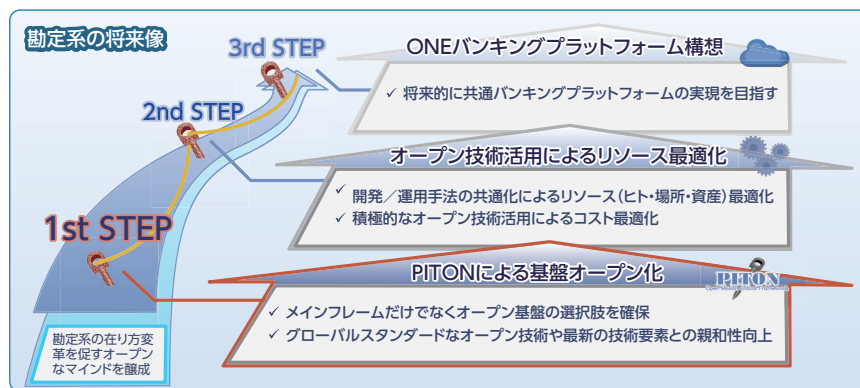 勘定系の将来像
3rd STEP
ONEバンキングプラットフォーム構想
✓ 将来的に共通バンキングプラットフォームの実現を目指す
2nd STEP
オープン技術活用によるリソース最適化
✓ 開発／運用手法の共通化によるリソース（ヒト・場所・資産）最適化
✓ 積極的なオープン技術活用によるコスト最適化
1st STEP
PITONによる基盤オープン化
PITON
✓ メインフレームだけでなくオープン基盤の選択肢を確保
✓ グローバルスタンダードなオープン技術や最新の技術要素との親和性向上
勘定系の在り方変
革を促すオープン
なマインドを醸成